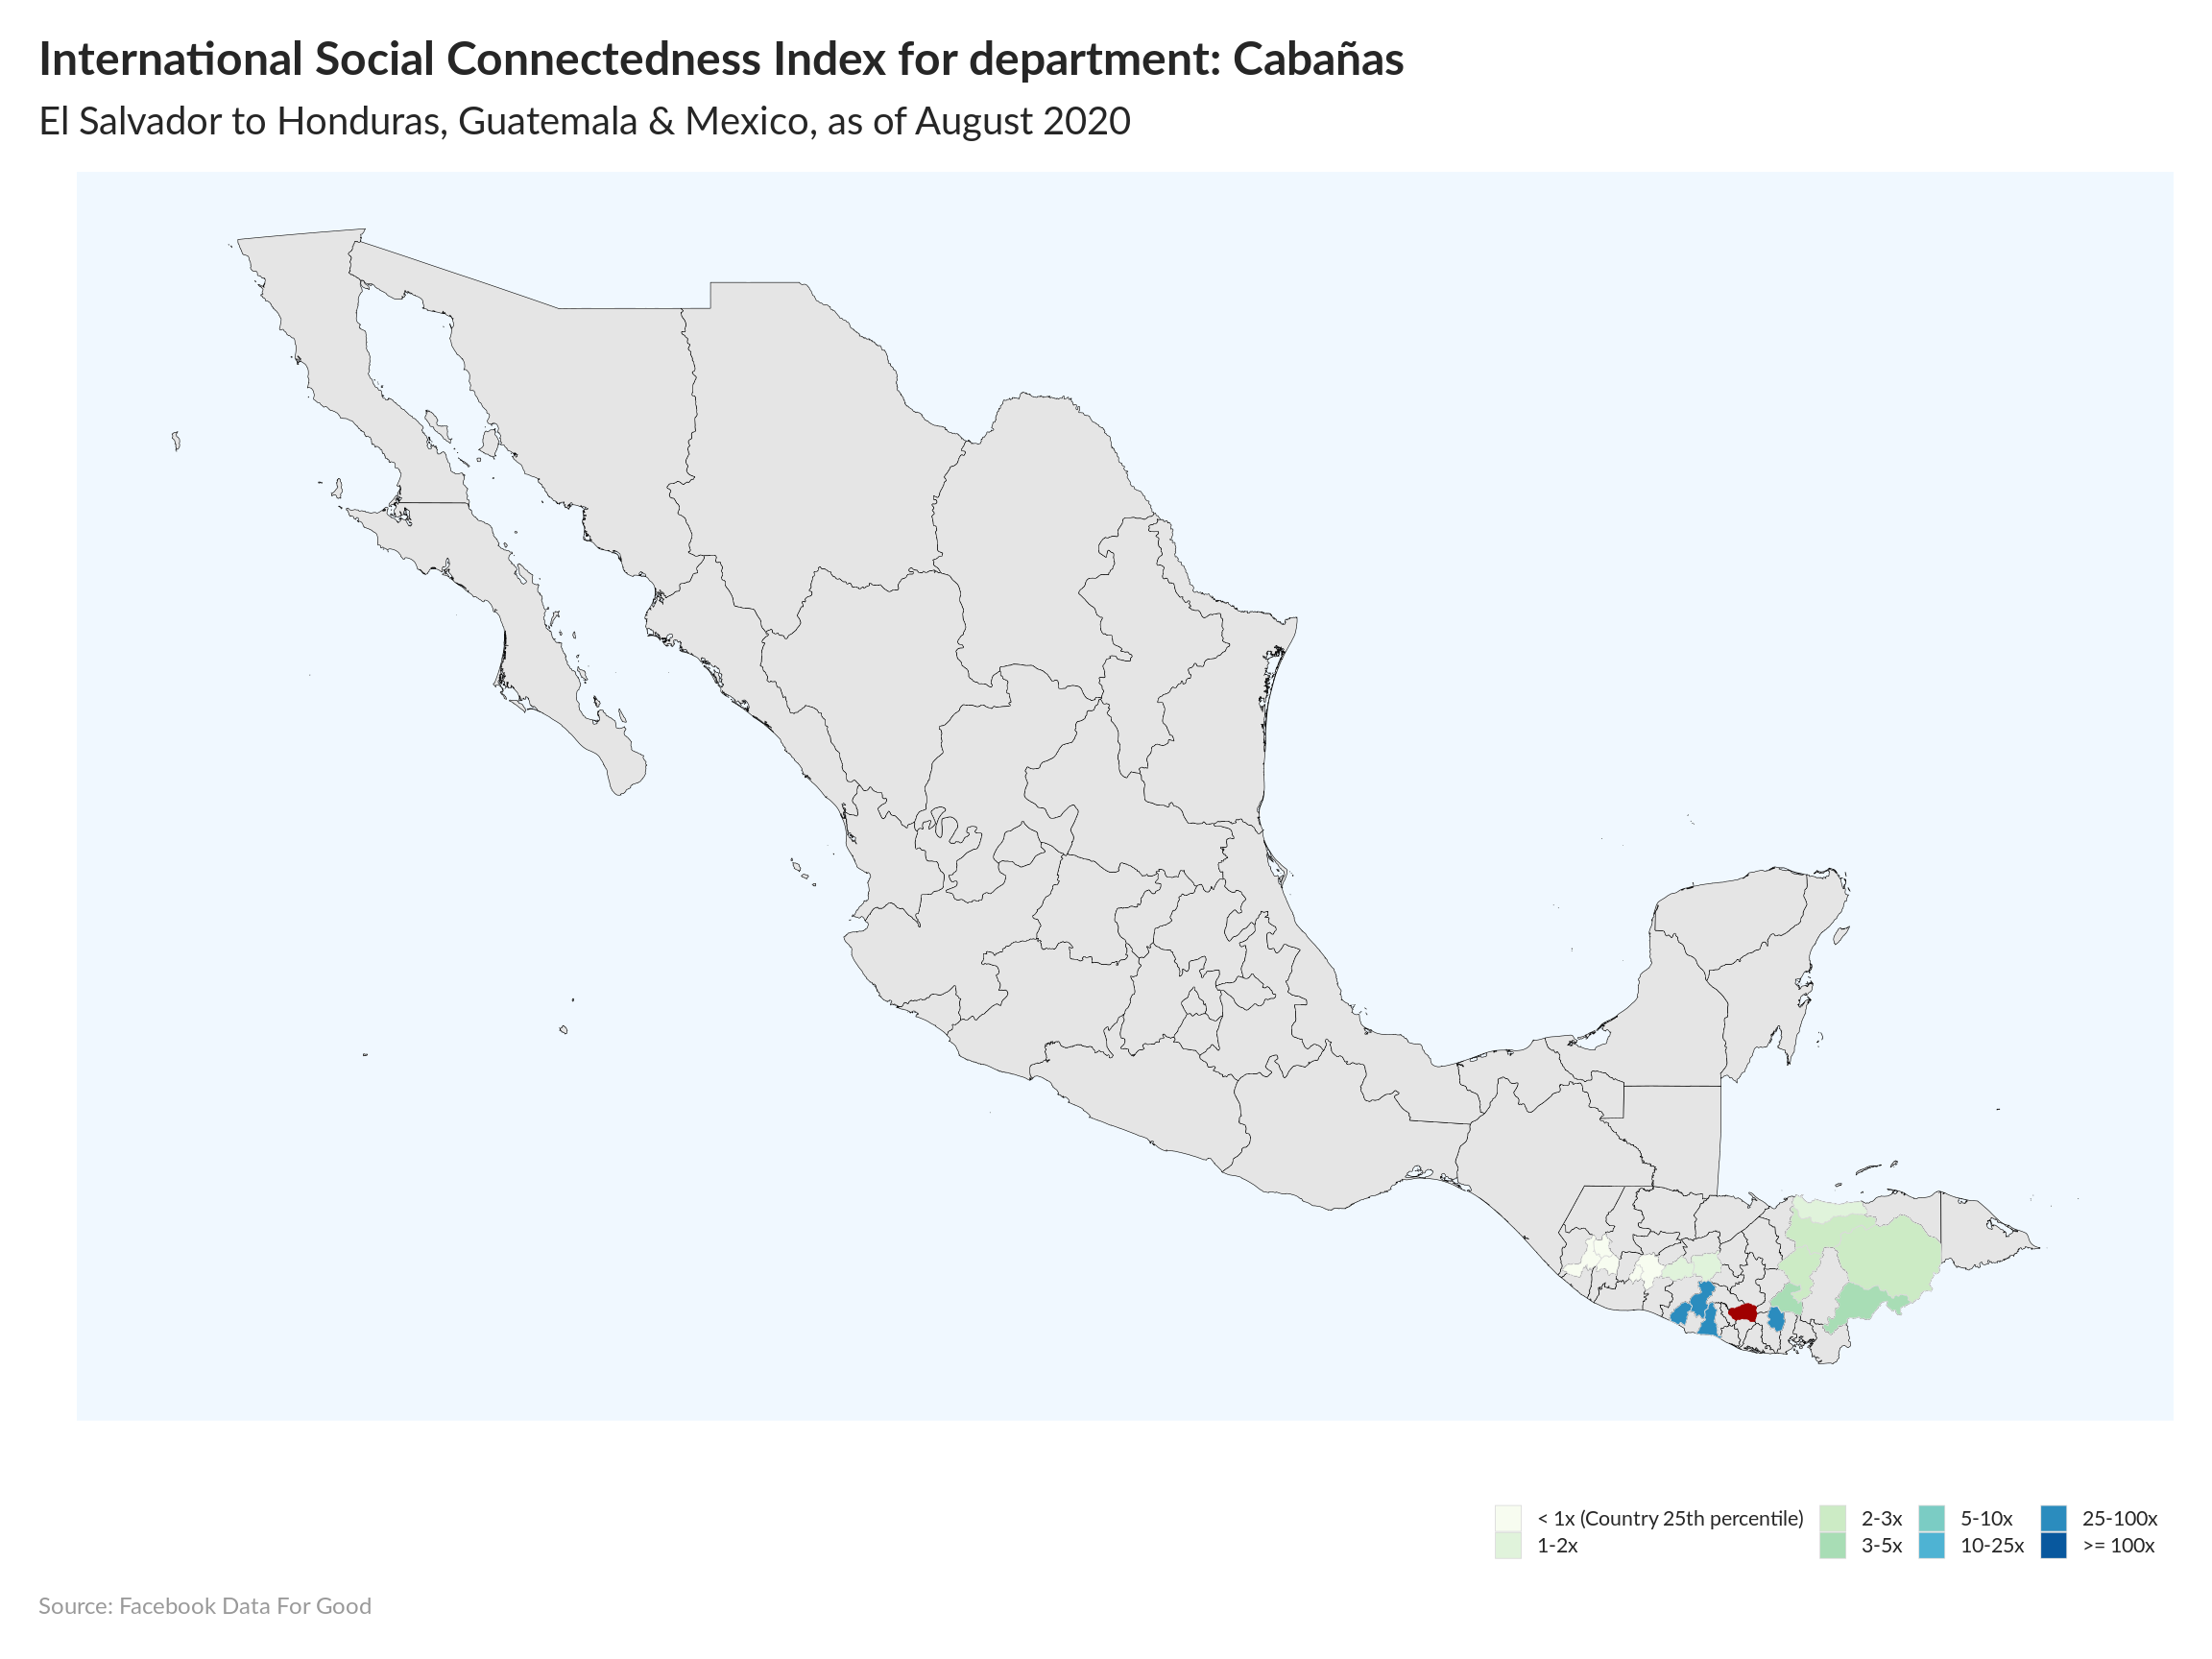 International Social Connectedness Index for department: Cabañas
El Salvador to Honduras, Guatemala & Mexico, as of August 2020
< 1x (Country 25th percentile)
1-2x
2-3x
3-5x
5-10x
10-25x
25-100x
>= 100x
Source: Facebook Data For Good